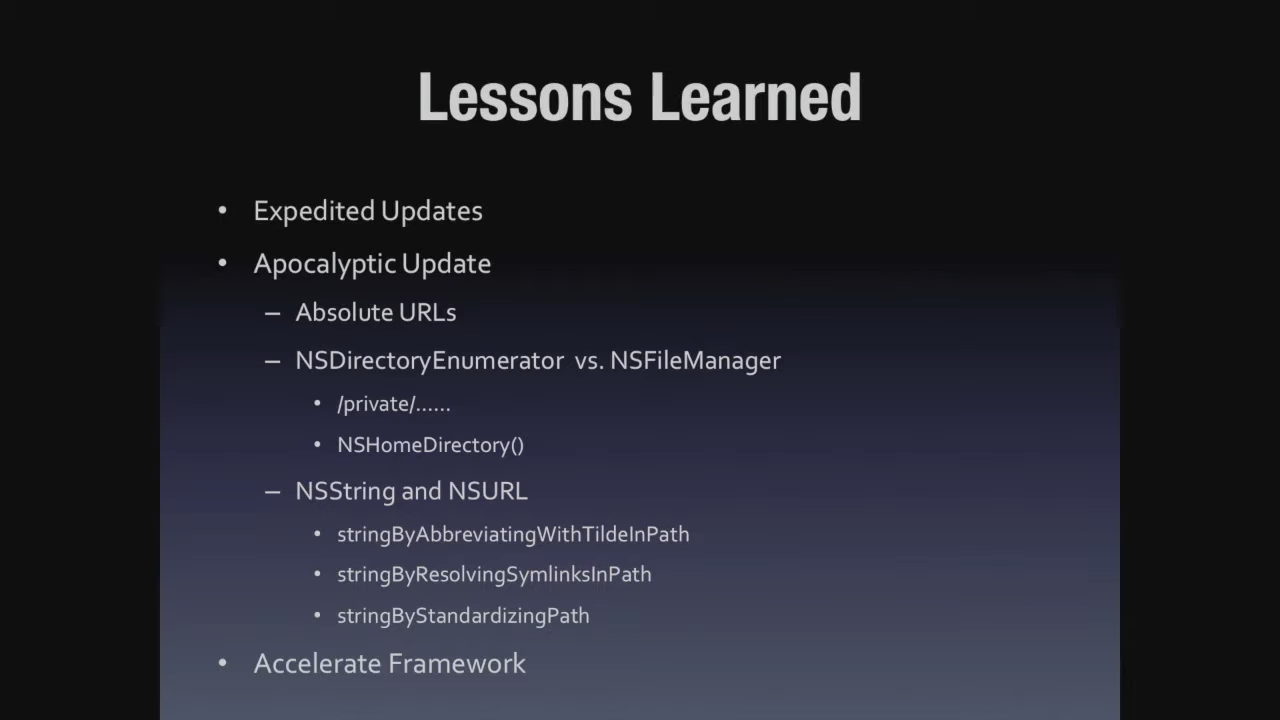 Lessons Learned
• Expedited Updates
• Apocalyptic Update
– Absolute URLs
– NSDirectoryEnumerator vs. NSFileManager
• /private/......
• NSHomeDirectory()
– NSString and NSURL
• stringByAbbreviatingWithTildeInPath
• stringByResolvingSymlinksInPath
• stringByStandardizingPath
• Accelerate Framework